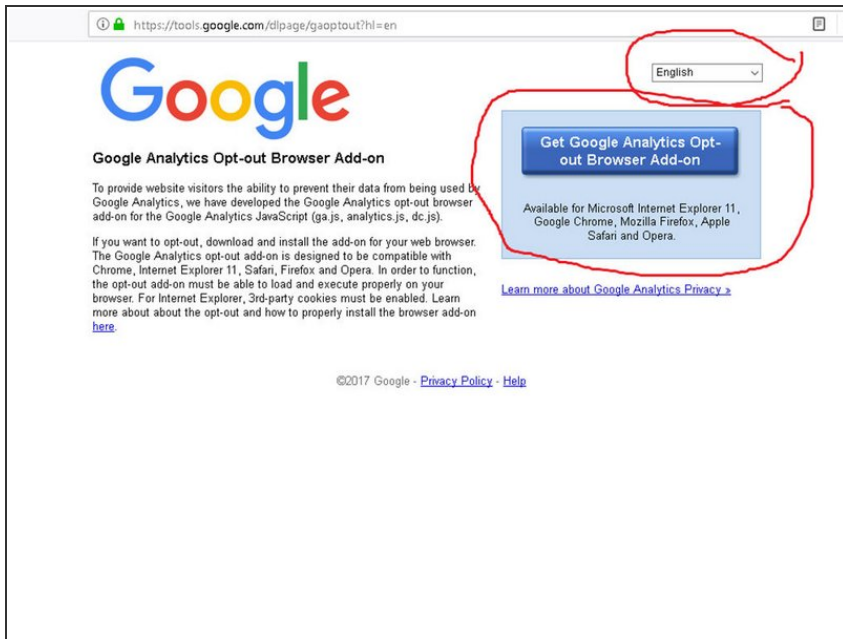 https://tools.google.com/dlpage/gaoptout?hl=en
Google
English
Google Analytics Opt-out Browser Add-on
To provide website visitors the ability to prevent their data from being used by
Google Analytics, we have developed the Google Analytics opt-out browser
add-on for the Google Analytics JavaScript (ga.js, analytics.js, dc.js).
If you want to opt-out, download and install the add-on for your web browser.
The Google Analytics opt-out add-on is designed to be compatible with
Chrome, Internet Explorer 11, Safari, Firefox and Opera. In order to function,
the opt-out add-on must be able to load and execute properly on your
browser. For Internet Explorer, 3rd-party cookies must be enabled. Learn
more about about the opt-out and how to properly install the browser add-on
here.
Get Google Analytics Opt-
out Browser Add-on
Available for Microsoft Internet Explorer 11,
Google Chrome, Mozilla Firefox, Apple
Safari and Opera.
Learn more about Google Analytics Privacy »
©2017 Google - Privacy Policy - Help